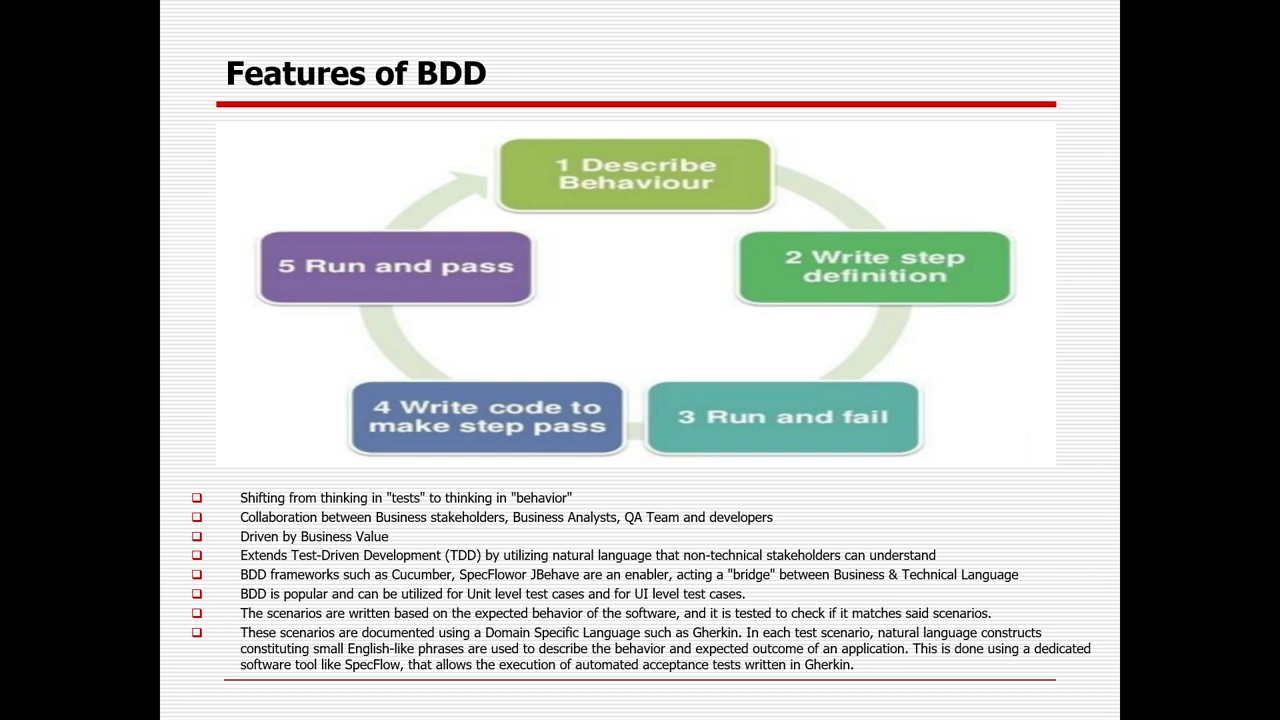 Features of BDD
1 Describe
Behaviour
2 Write step
definition
3 Run and fail
4 Write code to
make step pass
5 Run and pass
Shifting from thinking in "tests" to thinking in "behavior"
Collaboration between Business stakeholders, Business Analysts, QA Team and developers
Driven by Business Value
Extends Test-Driven Development (TDD) by utilizing natural language that non-technical stakeholders can understand
BDD frameworks such as Cucumber, SpecFlowor JBehave are an enabler, acting a "bridge" between Business & Technical Language
BDD is popular and can be utilized for Unit level test cases and for UI level test cases.
The scenarios are written based on the expected behavior of the software, and it is tested to check if it matches said scenarios.
These scenarios are documented using a Domain Specific Language such as Gherkin. In each test scenario, natural language constructs
constituting small English-like phrases are used to describe the behavior and expected outcome of an application. This is done using a dedicated
software tool like SpecFlow, that allows the execution of automated acceptance tests written in Gherkin.